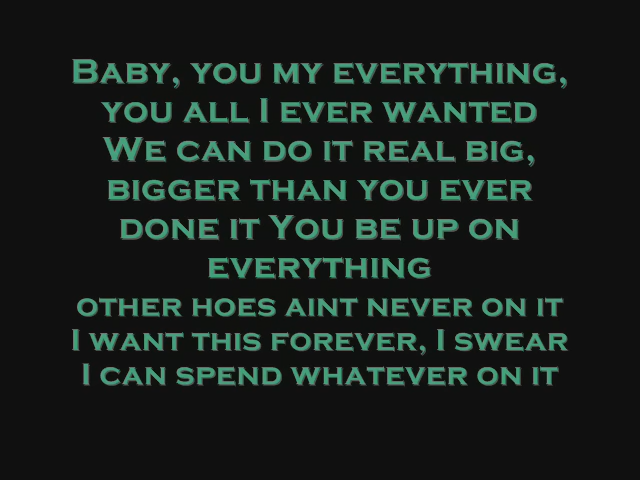 Baby, you my everything,
you all I ever wanted
We can do it real big,
bigger than you ever
done it You be up on
everything
other hoes aint never on it
I want this forever, I swear
I can spend whatever on it